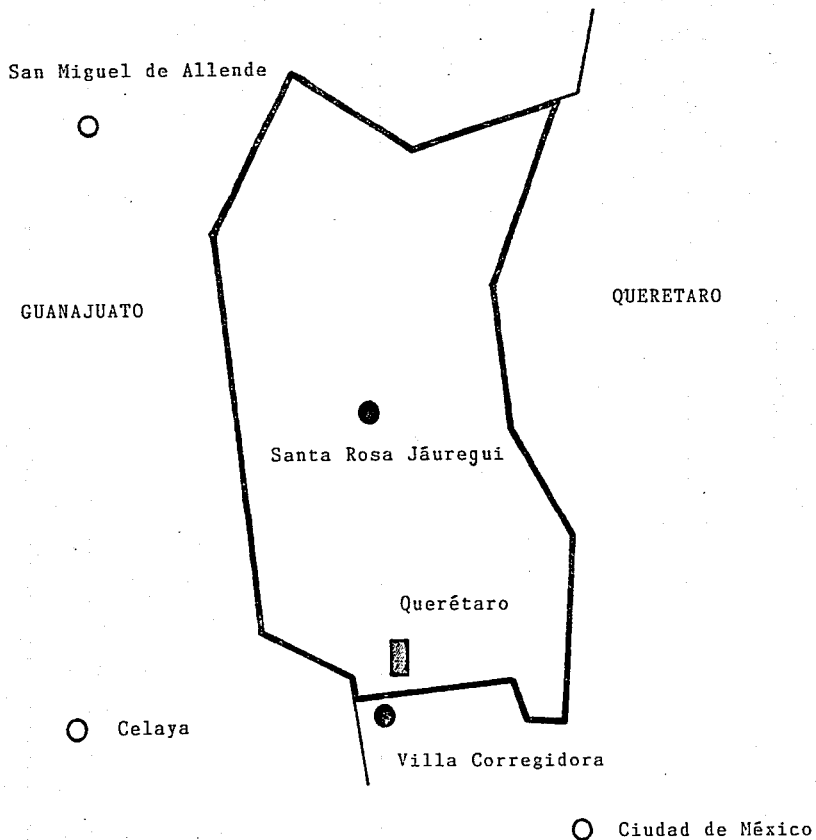 San Miguel de Allende
GUANAJUATO
QUERETARO
Santa Rosa Jáuregui
Querétaro
Celaya
Villa Corregidora
Ciudad de México